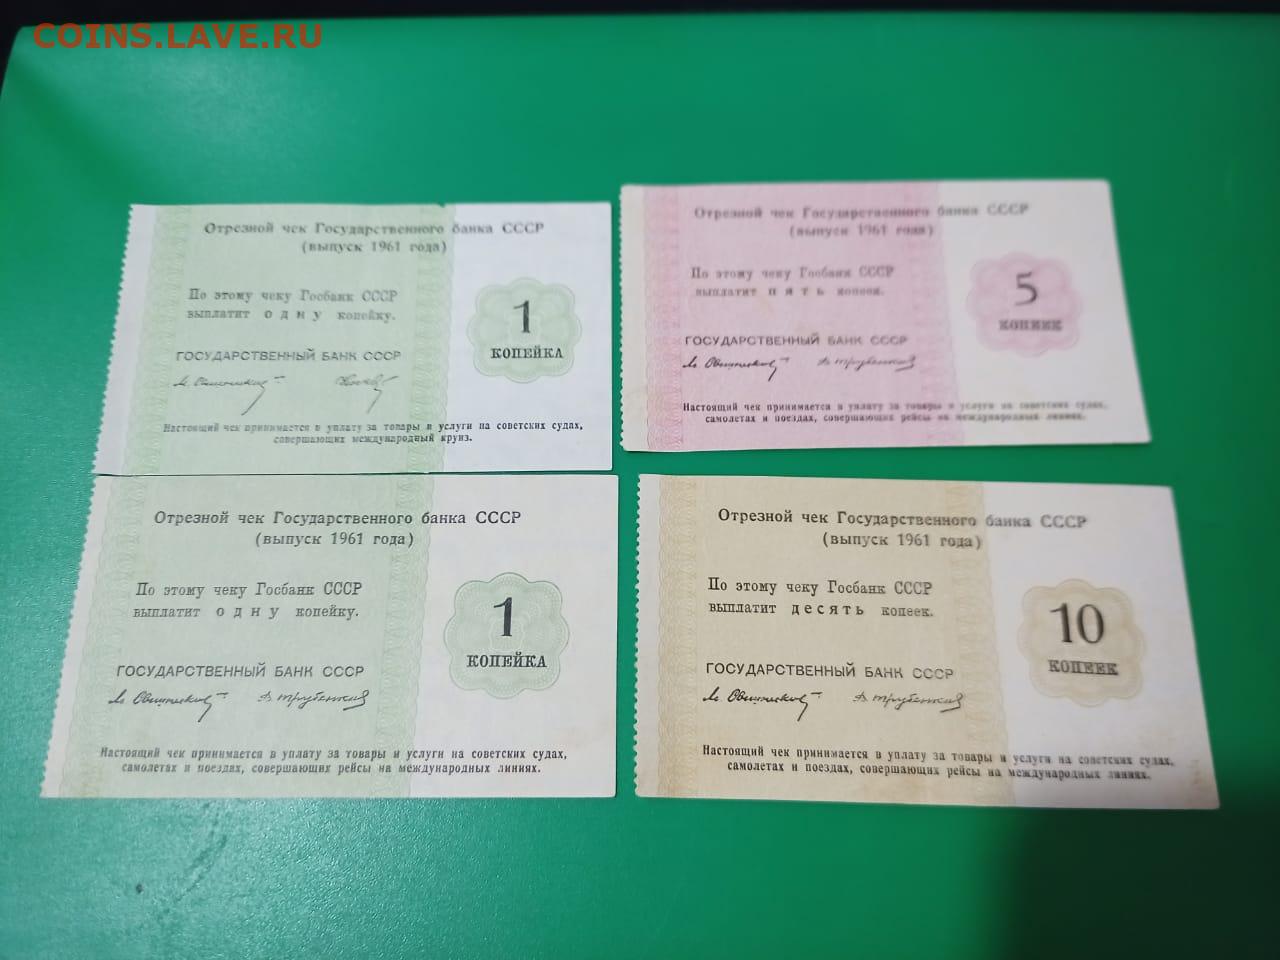 COINS.LAVE.RU
Отрезной чек Государственного банка СССР
(выпуск 1961 года)
По этому чеку Госбанк СССР
выплатит одну копейку.
1
КОПЕЙКА
ГОСУДАРСТВЕННЫЙ БАНК СССР
Настоящий чек принимается в уплату за товары и услуги на советских судах,
совершающих международный круиз.
Отрезной чек Государственного банка СССР
(выпуск 1961 года)
По этому чеку Госбанк СССР
выплатит пять копеек.
5
КОПЕЕК
ГОСУДАРСТВЕННЫЙ БАНК СССР
Настоящий чек принимается в уплату за товары и услуги на советских судах,
самолетах и поездах, совершающих рейсы на международных линиях.
Отрезной чек Государственного банка СССР
(выпуск 1961 года)
По этому чеку Госбанк СССР
выплатит одну копейку.
1
КОПЕЙКА
ГОСУДАРСТВЕННЫЙ БАНК СССР
Настоящий чек принимается в уплату за товары и услуги на советских судах,
самолетах и поездах, совершающих рейсы на международных линиях.
Отрезной чек Государственного банка СССР
(выпуск 1961 года)
По этому чеку Госбанк СССР
выплатит десять копеек.
10
КОПЕЕК
ГОСУДАРСТВЕННЫЙ БАНК СССР
Настоящий чек принимается в уплату за товары и услуги на советских судах,
самолетах и поездах, совершающих рейсы на международных линиях.